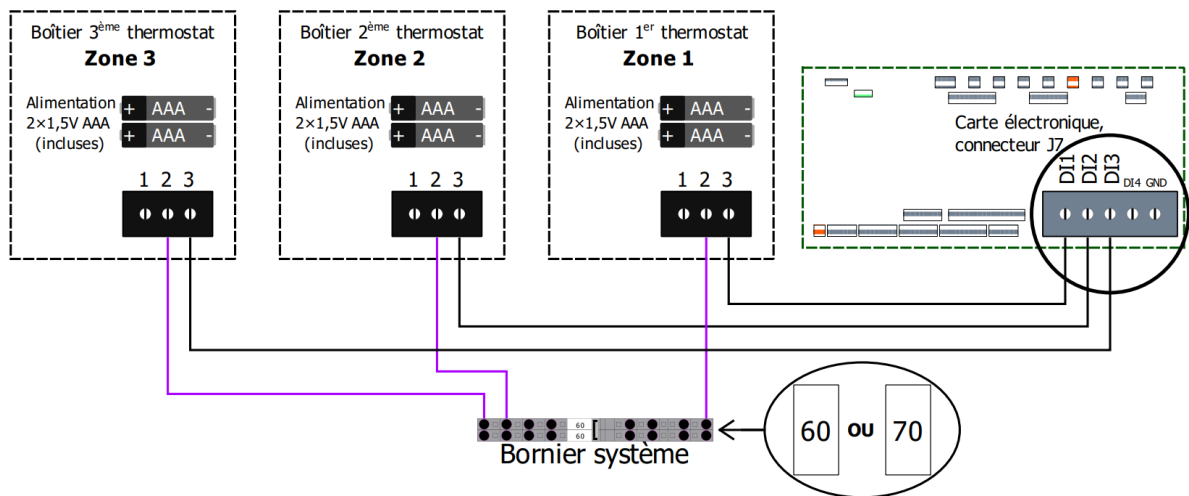 Boîtier 3ème thermostat
Zone 3
Alimentation
2×1,5V AAA
(incluses)
+ AAA -
+ AAA -
1 2 3
Boîtier 2ème thermostat
Zone 2
Alimentation
2×1,5V AAA
(incluses)
+ AAA -
+ AAA -
1 2 3
Boîtier 1er thermostat
Zone 1
Alimentation
2×1,5V AAA
(incluses)
+ AAA -
+ AAA -
1 2 3
Carte électronique,
connecteur J7
DI1
DI2
DI3
DI4 GND
60
60
Bornier système
60 OU 70